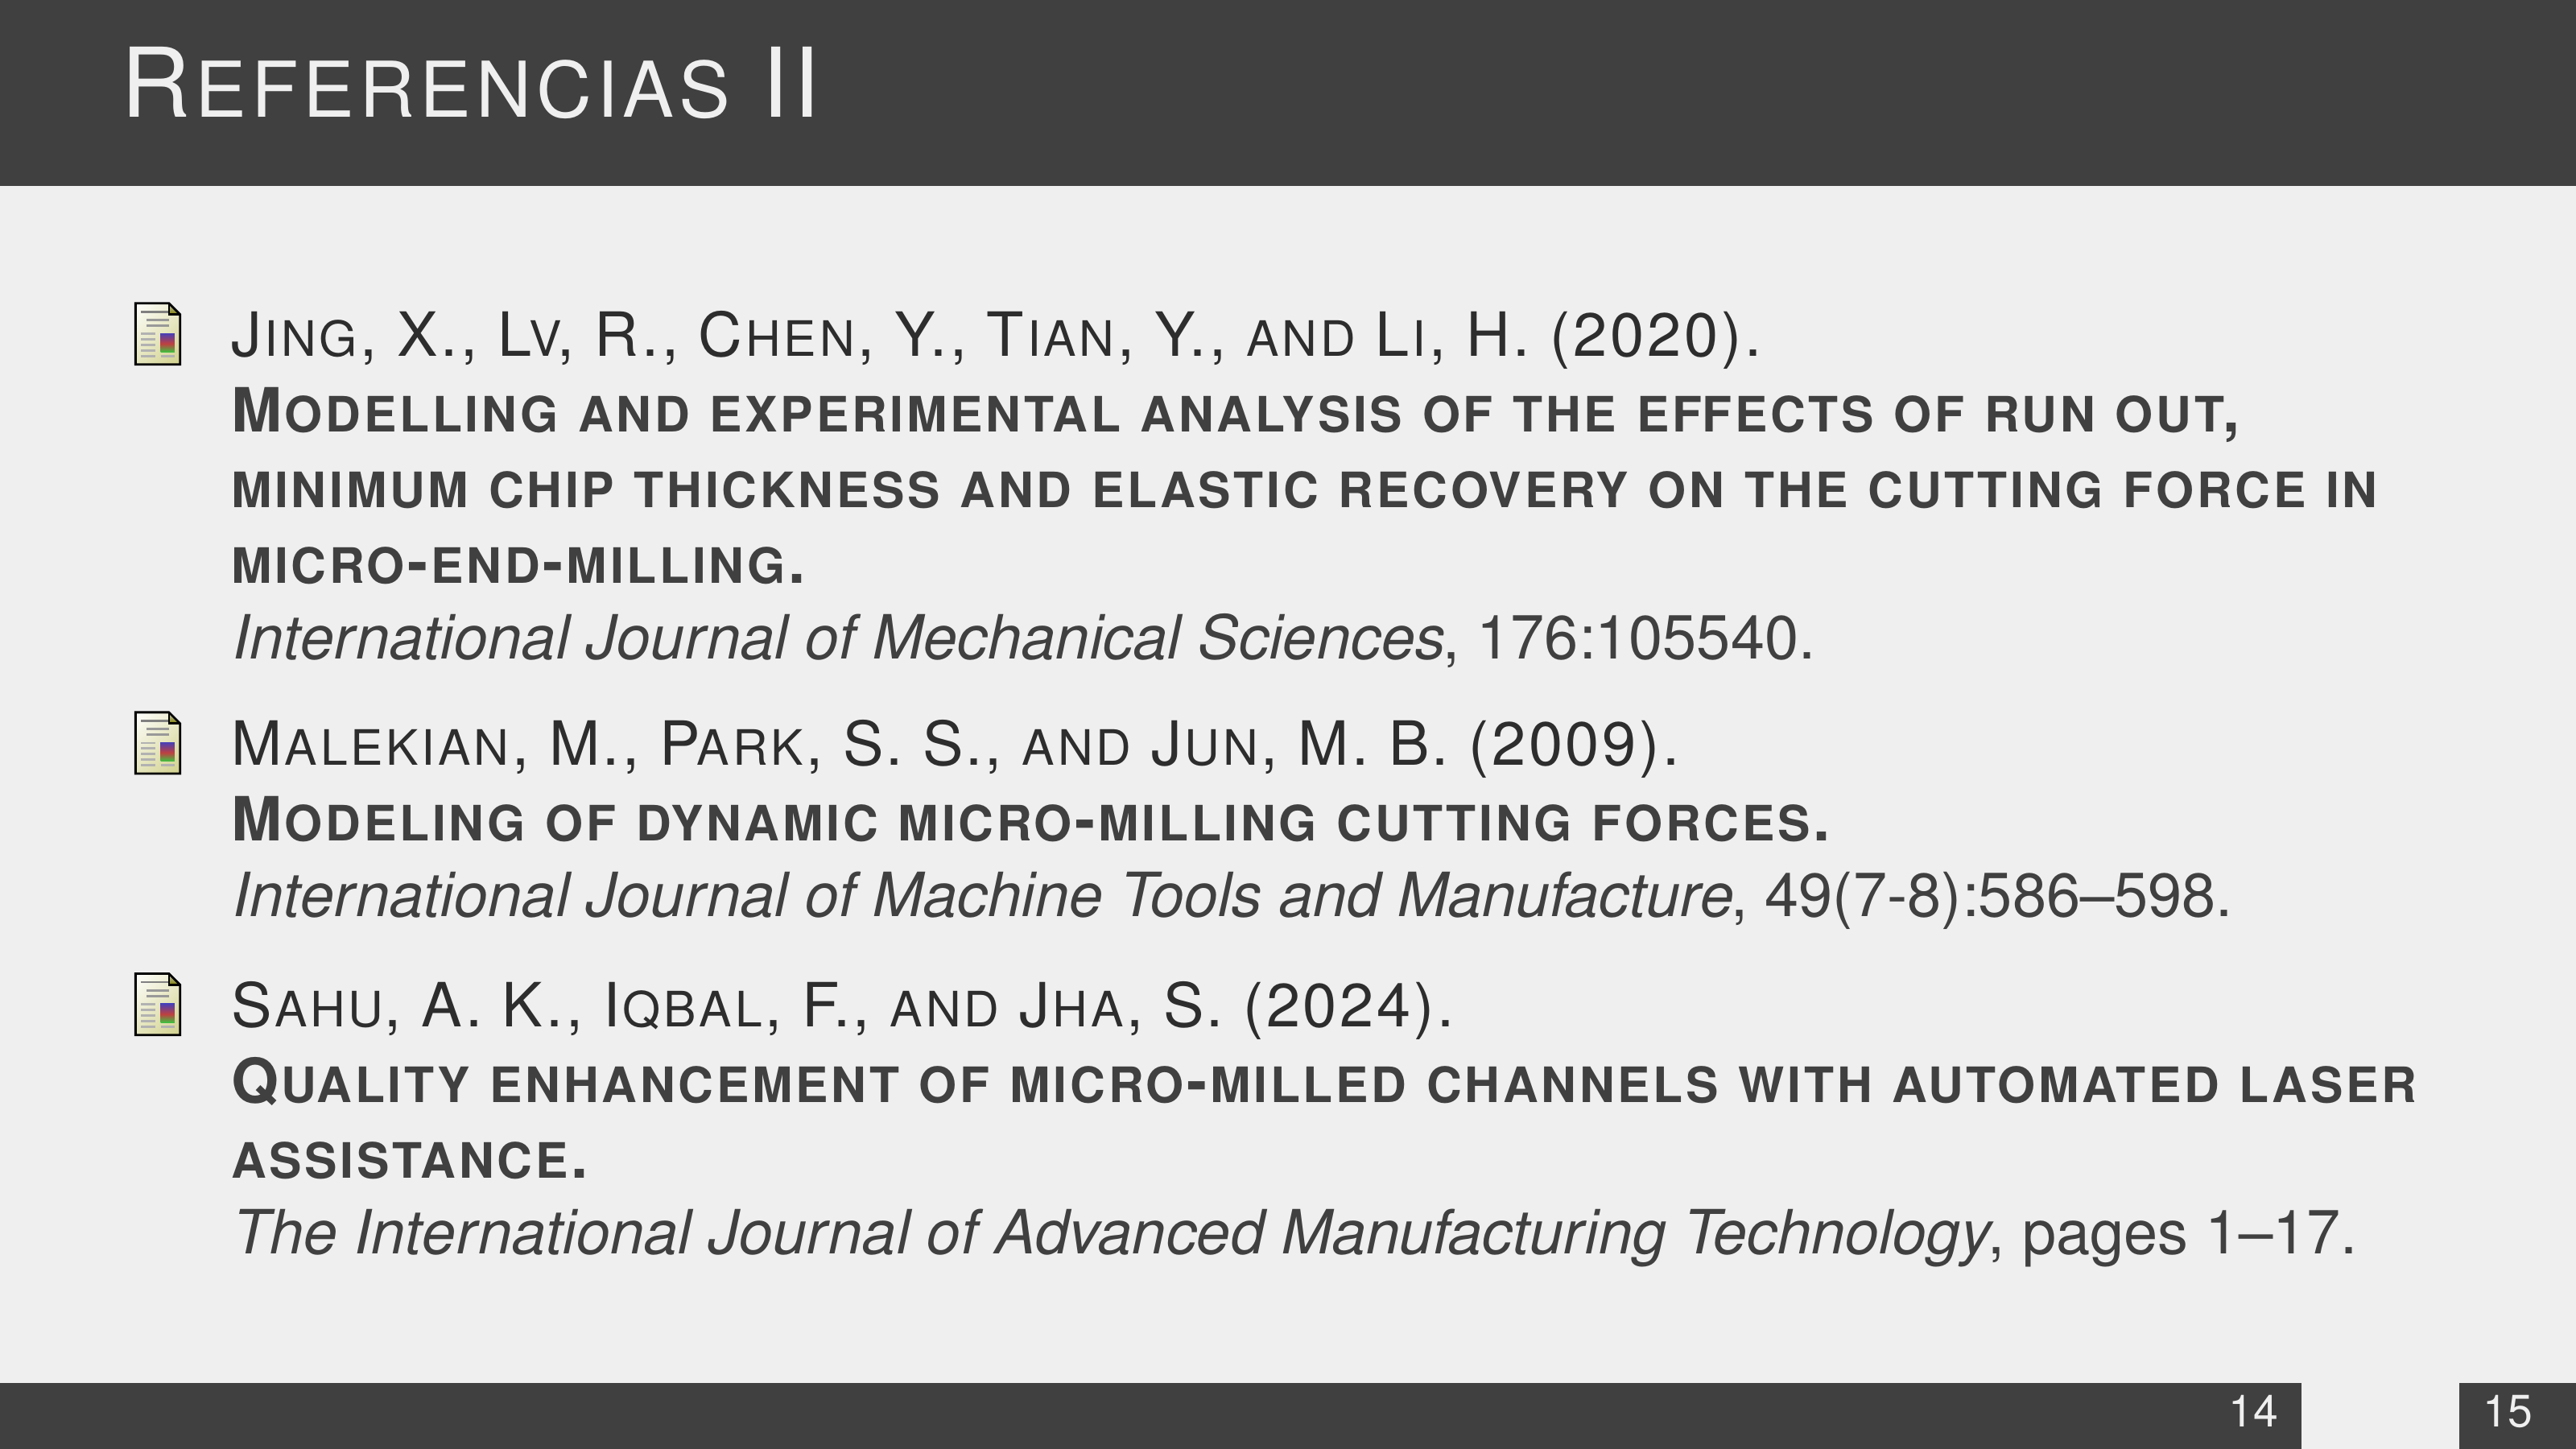 Referencias II
Jing, X., Lv, R., Chen, Y., Tian, Y., and Li, H. (2020).
Modelling and experimental analysis of the effects of run out,
minimum chip thickness and elastic recovery on the cutting force in
micro-end-milling.
International Journal of Mechanical Sciences, 176:105540.
Malekian, M., Park, S. S., and Jun, M. B. (2009).
Modeling of dynamic micro-milling cutting forces.
International Journal of Machine Tools and Manufacture, 49(7-8):586–598.
Sahu, A. K., Iqbal, F., and Jha, S. (2024).
Quality enhancement of micro-milled channels with automated laser
assistance.
The International Journal of Advanced Manufacturing Technology, pages 1–17.
14 15